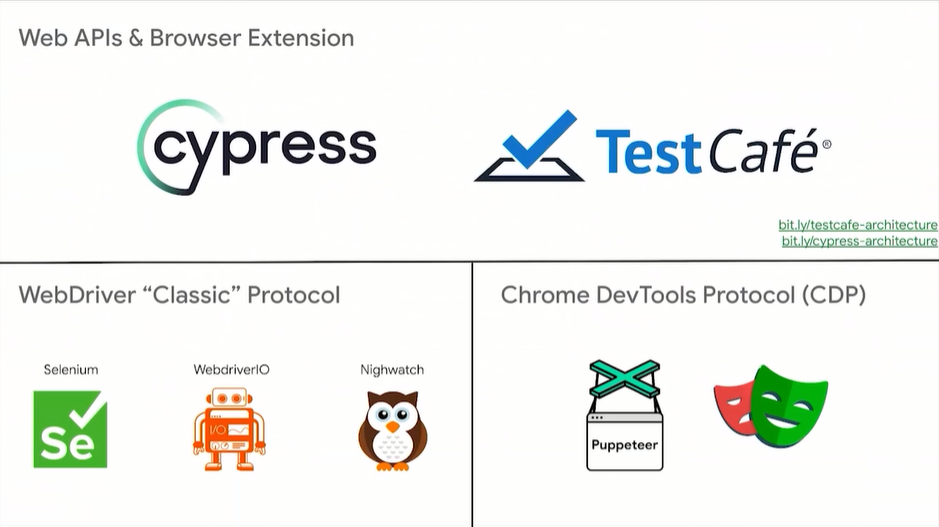 Web APIs & Browser Extension
cypress
TestCafé®
bit.ly/testcafe-architecture
bit.ly/cypress-architecture
WebDriver “Classic” Protocol
Chrome DevTools Protocol (CDP)
Selenium
WebdriverIO
Nighwatch
Se
I/O
Puppeteer